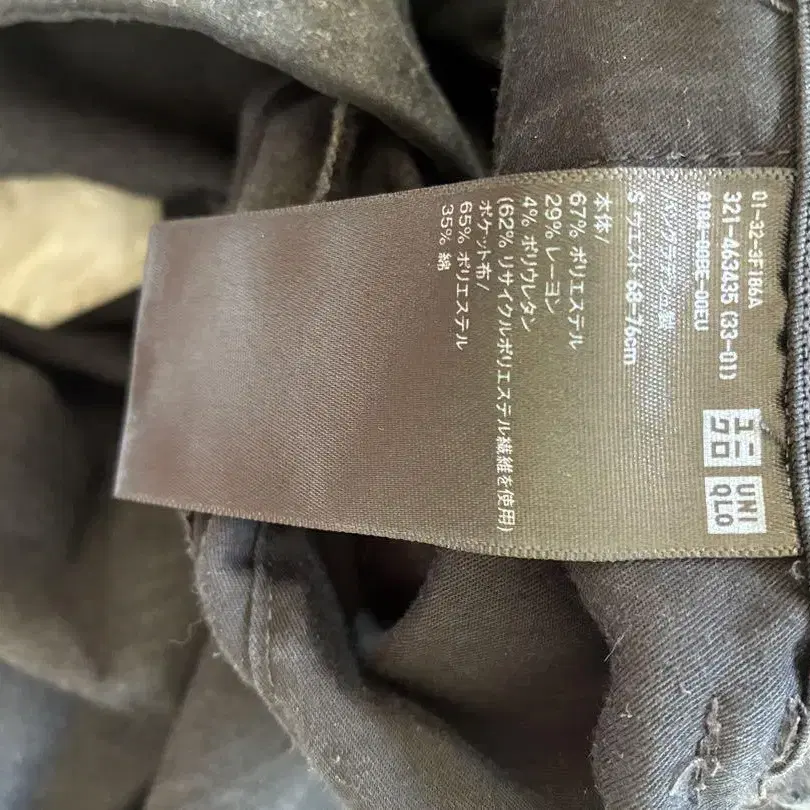 ユニ
クロ
UNI
QLO
01-32-3F186A
321-463435 (33-01)
S ウエスト 68-76cm
本体/
67% ポリエステル
29% レーヨン
4% ポリウレタン
(62% リサイクルポリエステル繊維を使用)
ポケット布/
65% ポリエステル
35% 綿